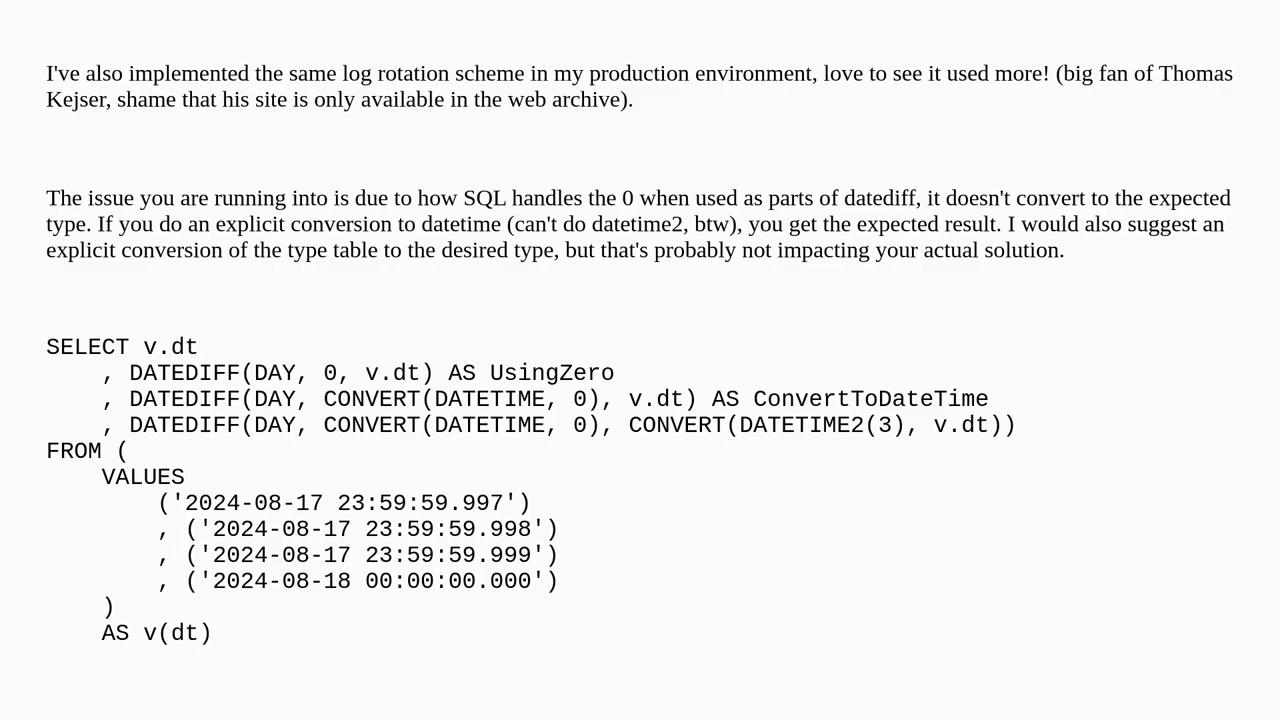 I've also implemented the same log rotation scheme in my production environment, love to see it used more! (big fan of Thomas
Kejser, shame that his site is only available in the web archive).
The issue you are running into is due to how SQL handles the 0 when used as parts of datediff, it doesn't convert to the expected
type. If you do an explicit conversion to datetime (can't do datetime2, btw), you get the expected result. I would also suggest an
explicit conversion of the type table to the desired type, but that's probably not impacting your actual solution.
SELECT v.dt
    , DATEDIFF(DAY, 0, v.dt) AS UsingZero
    , DATEDIFF(DAY, CONVERT(DATETIME, 0), v.dt) AS ConvertToDateTime
    , DATEDIFF(DAY, CONVERT(DATETIME, 0), CONVERT(DATETIME2(3), v.dt))
FROM (
    VALUES
        ('2024-08-17 23:59:59.997')
        , ('2024-08-17 23:59:59.998')
        , ('2024-08-17 23:59:59.999')
        , ('2024-08-18 00:00:00.000')
    )
    AS v(dt)